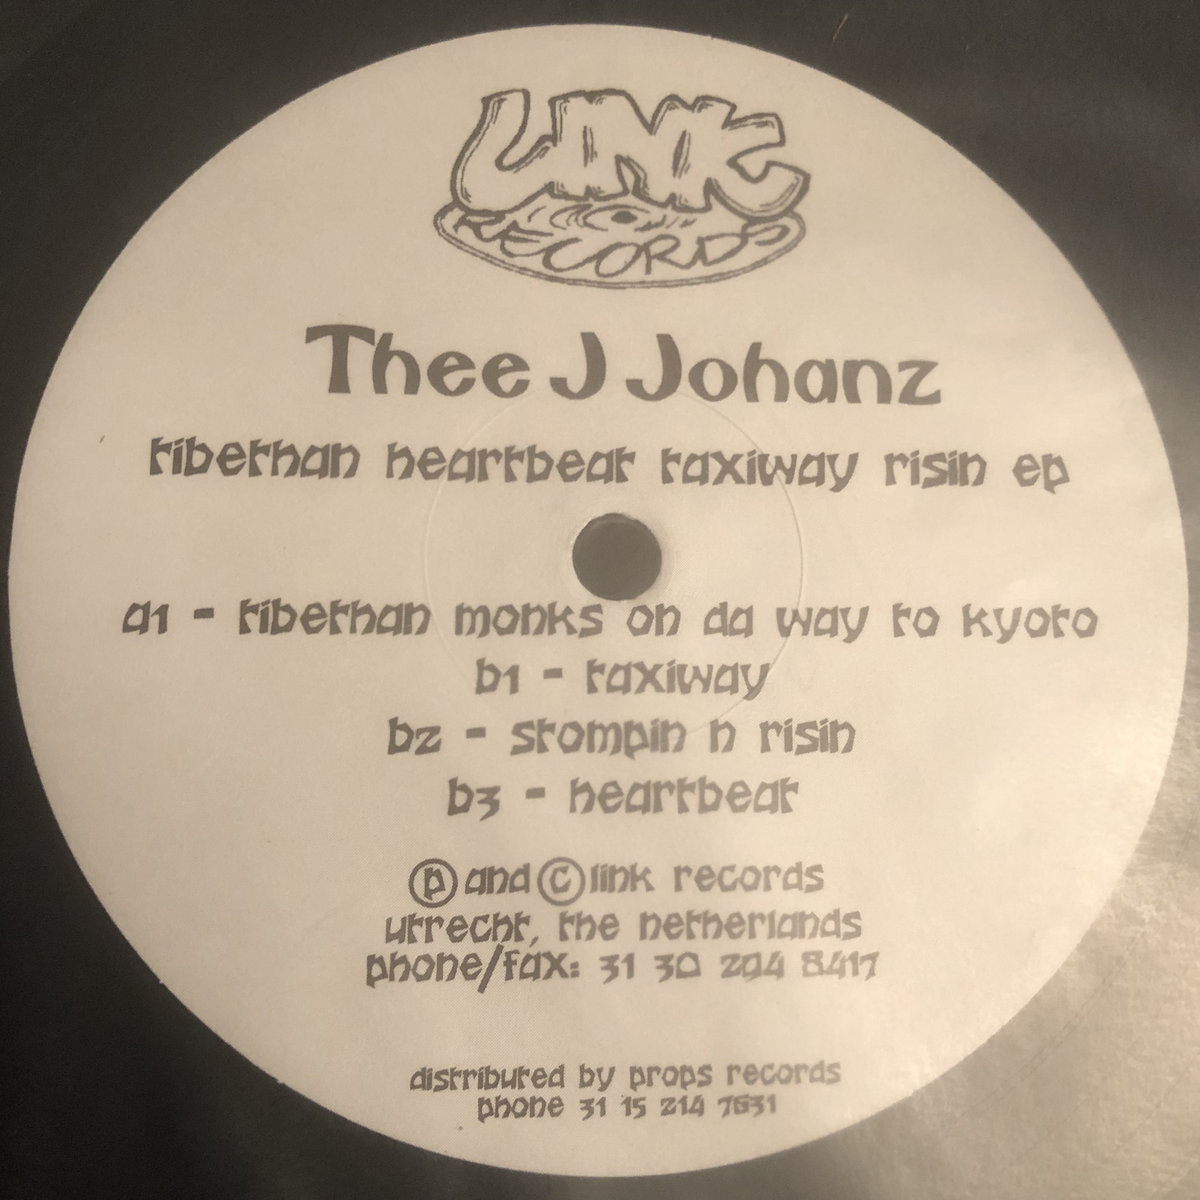 LINK
RECORDS
Thee J Johanz
tibethan heartbeat taxiway risin ep
a1 - tibethan monks on da way to kyoto
b1 - taxiway
b2 - stompin n risin
b3 - heartbeat
℗ and © link records
utrecht, the netherlands
phone/fax: 31 30 294 8417
distributed by props records
phone 31 15 214 7631